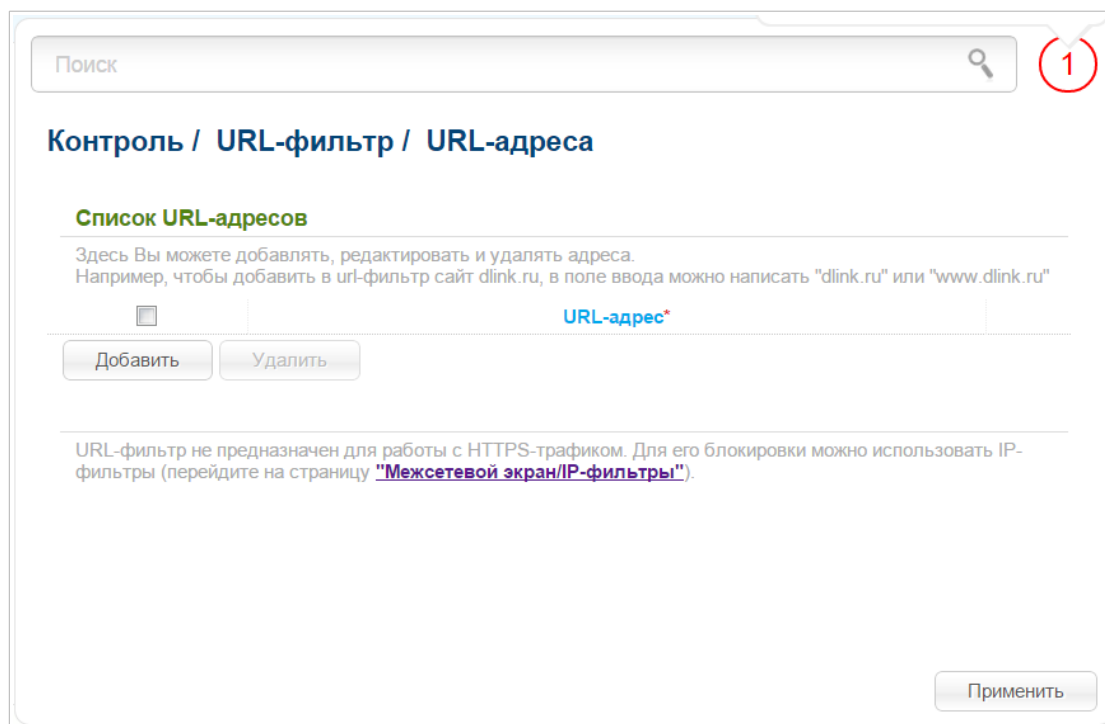 Поиск
1
Контроль / URL-фильтр / URL-адреса
Список URL-адресов
Здесь Вы можете добавлять, редактировать и удалять адреса.
Например, чтобы добавить в url-фильтр сайт dlink.ru, в поле ввода можно написать "dlink.ru" или "www.dlink.ru"
URL-адрес*
Добавить Удалить
URL-фильтр не предназначен для работы с HTTPS-трафиком. Для его блокировки можно использовать IP-
фильтры (перейдите на страницу "Межсетевой экран/IP-фильтры").
Применить